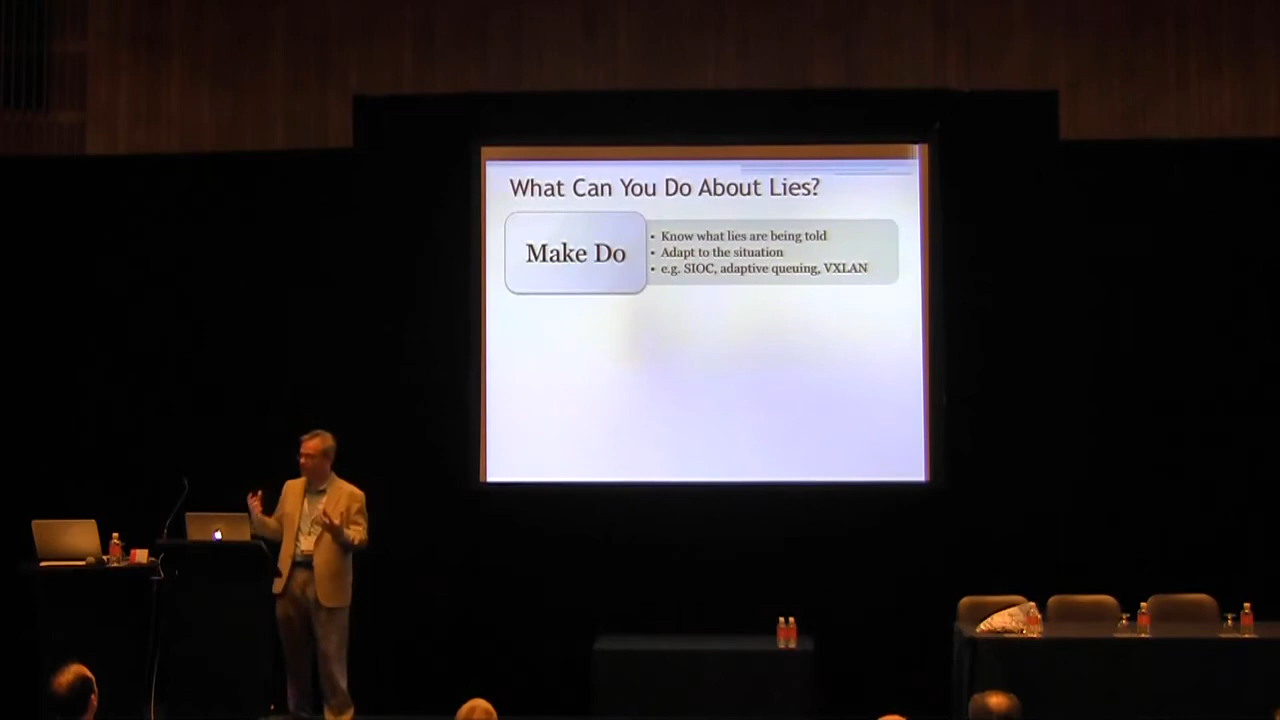 What Can You Do About Lies?
Make Do
• Know what lies are being told
• Adapt to the situation
• e.g. SIOC, adaptive queuing, VXLAN